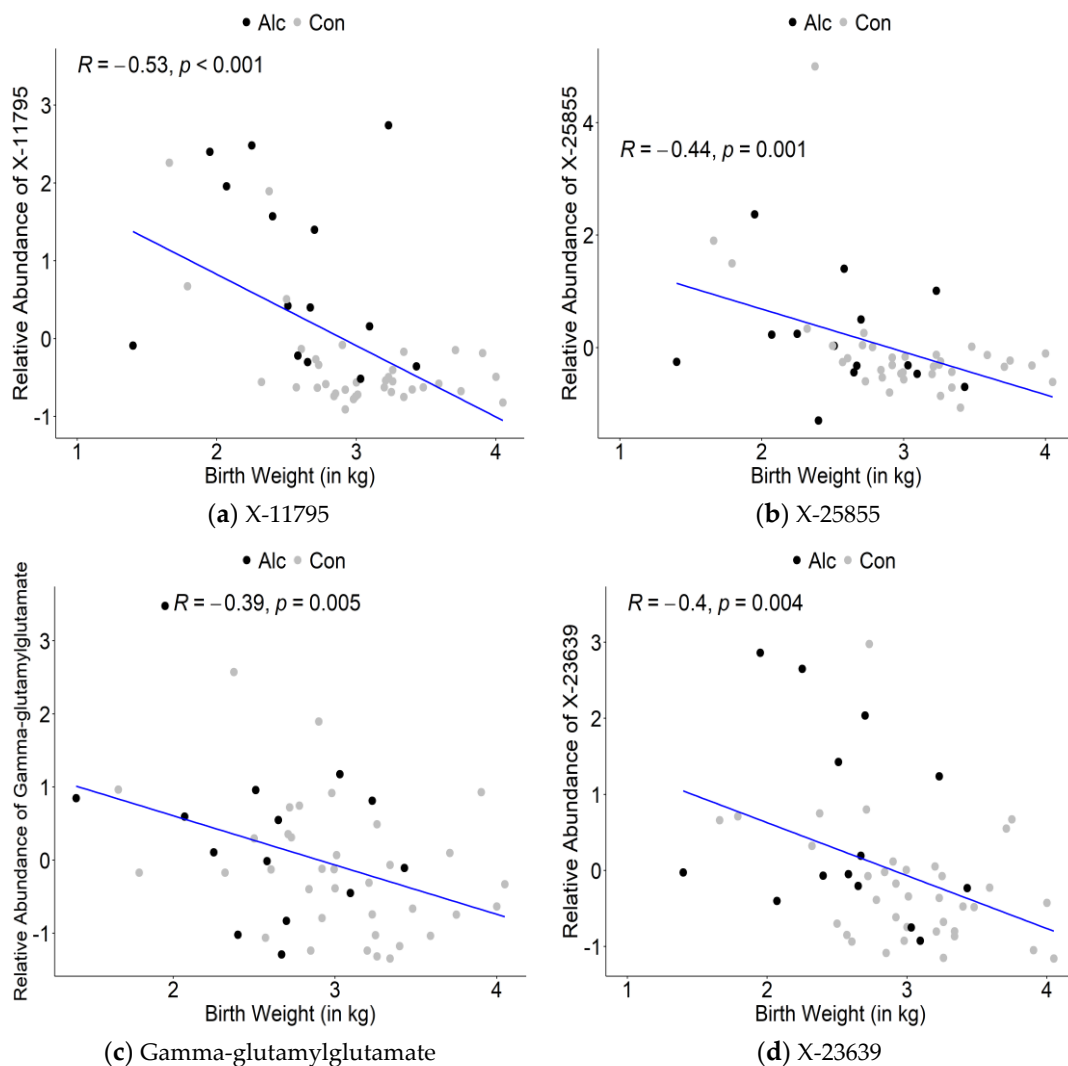 Alc Con
R = −0.53, p < 0.001
Relative Abundance of X-11795
3
2
1
0
-1
1 2 3 4
Birth Weight (in kg)
(a) X-11795
Alc Con
R = −0.44, p = 0.001
Relative Abundance of X-25855
4
2
0
1 2 3 4
Birth Weight (in kg)
(b) X-25855
Alc Con
R = −0.39, p = 0.005
Relative Abundance of Gamma-glutamylglutamate
3
2
1
0
-1
2 3 4
Birth Weight (in kg)
(c) Gamma-glutamylglutamate
Alc Con
R = −0.4, p = 0.004
Relative Abundance of X-23639
3
2
1
0
-1
1 2 3 4
Birth Weight (in kg)
(d) X-23639